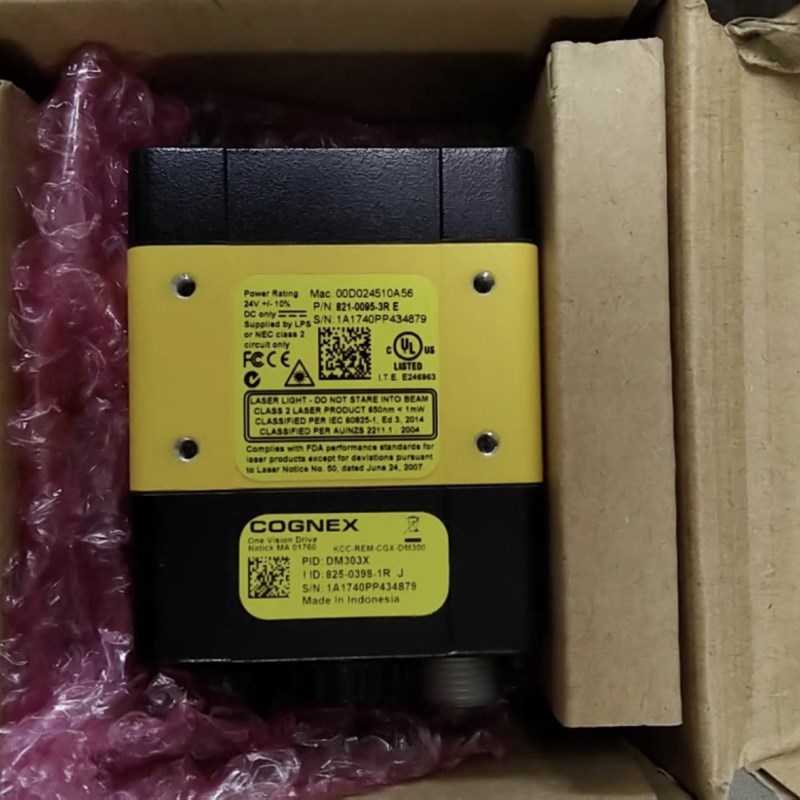 Power Rating
24V +/- 10%
DC only
Supplied by LPS
or NEC class 2
circuit only
Mac. 00D024510A56
P/N 821-0095-3R E
S/N: 1A1740PP434879
FC CE
C UL US
LISTED
I.T.E. E246963
LASER LIGHT - DO NOT STARE INTO BEAM
CLASS 2 LASER PRODUCT 650nm < 1mW
CLASSIFIED PER IEC 60825-1, Ed 3, 2014
CLASSIFIED PER AU/NZS 2211.1 : 2004
Complies with FDA performance standards for
laser products except for deviations pursuant
to Laser Notice No. 50, dated June 24, 2007
COGNEX
One Vision Drive
Natick MA 01760
KCC-REM-CGX-DM300
PID: DM303X
IID: 825-0398-1R J
S/N: 1A1740PP434879
Made in Indonesia